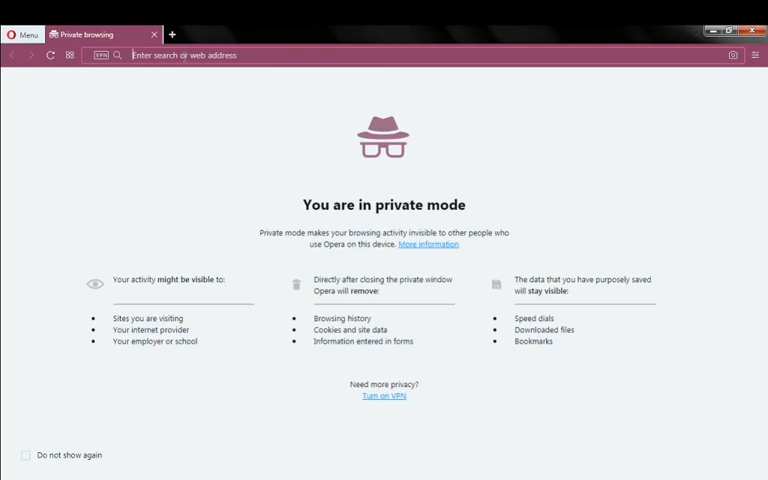 Menu
Private browsing
VPN
Enter search or web address
You are in private mode
Private mode makes your browsing activity invisible to other people who
use Opera on this device. More information
Your activity might be visible to:
Sites you are visiting
Your internet provider
Your employer or school
Directly after closing the private window
Opera will remove:
Browsing history
Cookies and site data
Information entered in forms
The data that you have purposely saved
will stay visible:
Speed dials
Downloaded files
Bookmarks
Need more privacy?
Turn on VPN
Do not show again